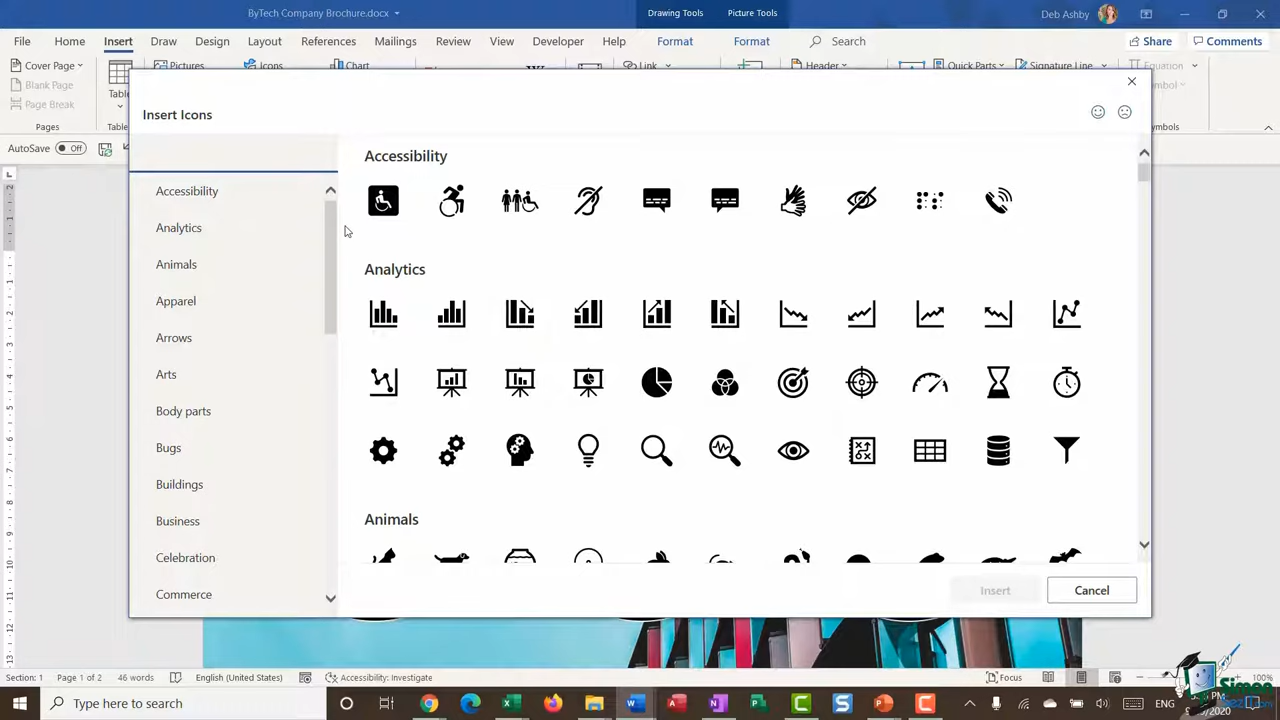 ByTech Company Brochure.docx
Drawing Tools
Picture Tools
Deb Ashby
File Home Insert Draw Design Layout References Mailings Review View Developer Help Format Format Search Share Comments
Cover Page Pictures Icons Chart Link Header Quick Parts Signature Line Equation
Blank Page
Page Break
Pages
AutoSave Off
Insert Icons
Accessibility
Analytics
Animals
Apparel
Arrows
Arts
Body parts
Bugs
Buildings
Business
Celebration
Commerce
Accessibility
Analytics
Animals
Insert
Cancel
Section: 1 Page 1 of 2 46 words English (United States) Accessibility: Investigate Focus 100%
Type here to search
ENG